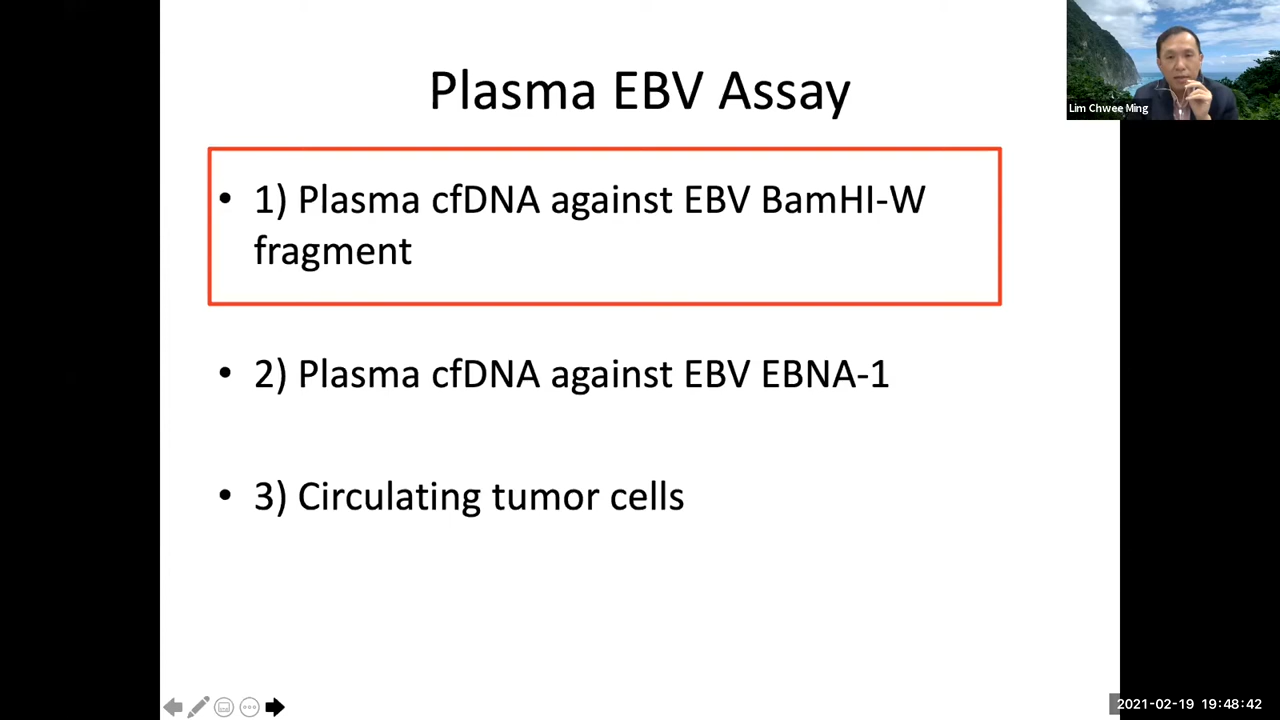 Plasma EBV Assay
Lim Chwee Ming
• 1) Plasma cfDNA against EBV BamHI-W
fragment
• 2) Plasma cfDNA against EBV EBNA-1
• 3) Circulating tumor cells
2021-02-19 19:48:42